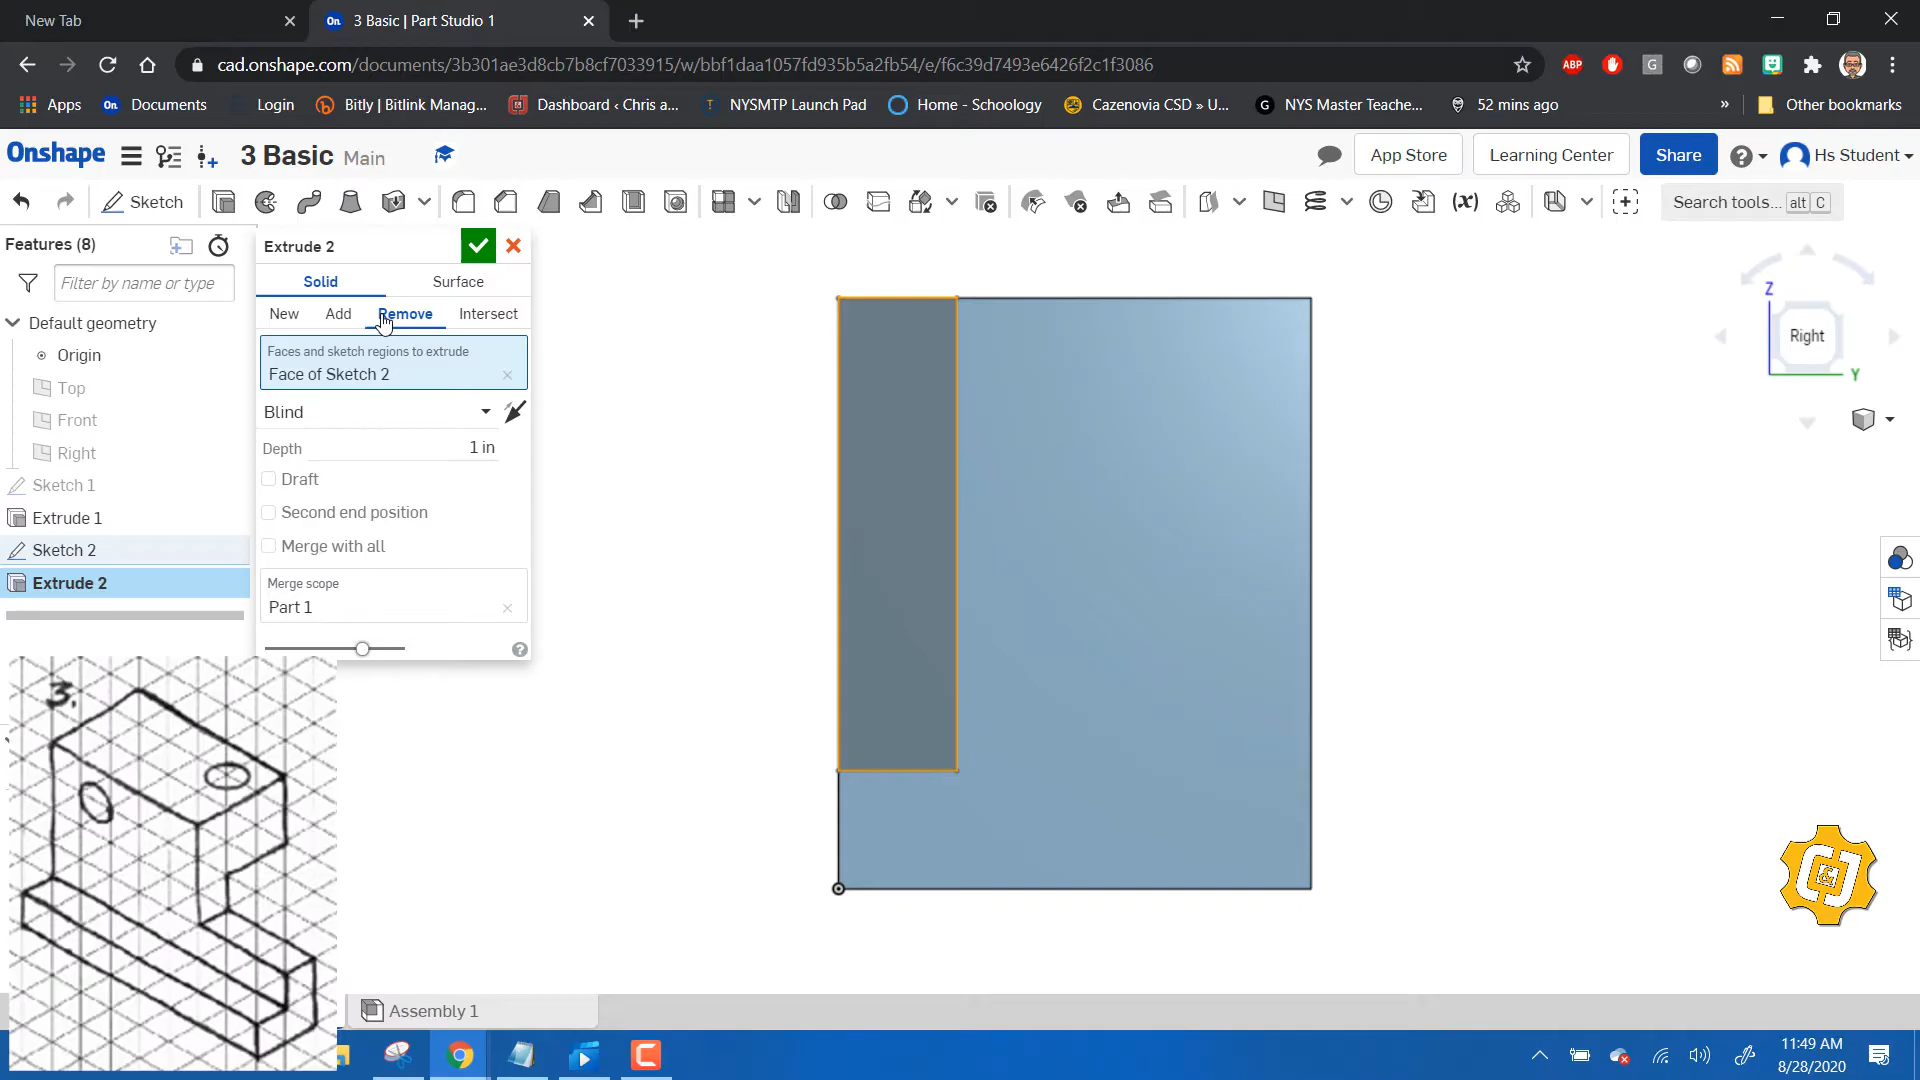 New Tab
On 3 Basic | Part Studio 1
cad.onshape.com/documents/3b301ae3d8cb7b8cf7033915/w/bbf1daa1057fd935b5a2fb54/e/f6c39d7493e6426f2c1f3086
ABP G
Apps On Documents Login Bitly | Bitlink Manag... Dashboard ‹ Chris a... T NYSMTP Launch Pad Home - Schoology Cazenovia CSD » U... G NYS Master Teache... 52 mins ago » Other bookmarks
Onshape 3 Basic Main App Store Learning Center Share Hs Student
Sketch (x) Search tools... alt C
Features (8)
Filter by name or type
Default geometry
Origin
Top
Front
Right
Sketch 1
Extrude 1
Sketch 2
Extrude 2
Extrude 2
Solid Surface
New Add Remove Intersect
Faces and sketch regions to extrude
Face of Sketch 2
Blind
Depth 1 in
Draft
Second end position
Merge with all
Merge scope
Part 1
Z
Right
Y
3.
C&J
Assembly 1
11:49 AM
8/28/2020